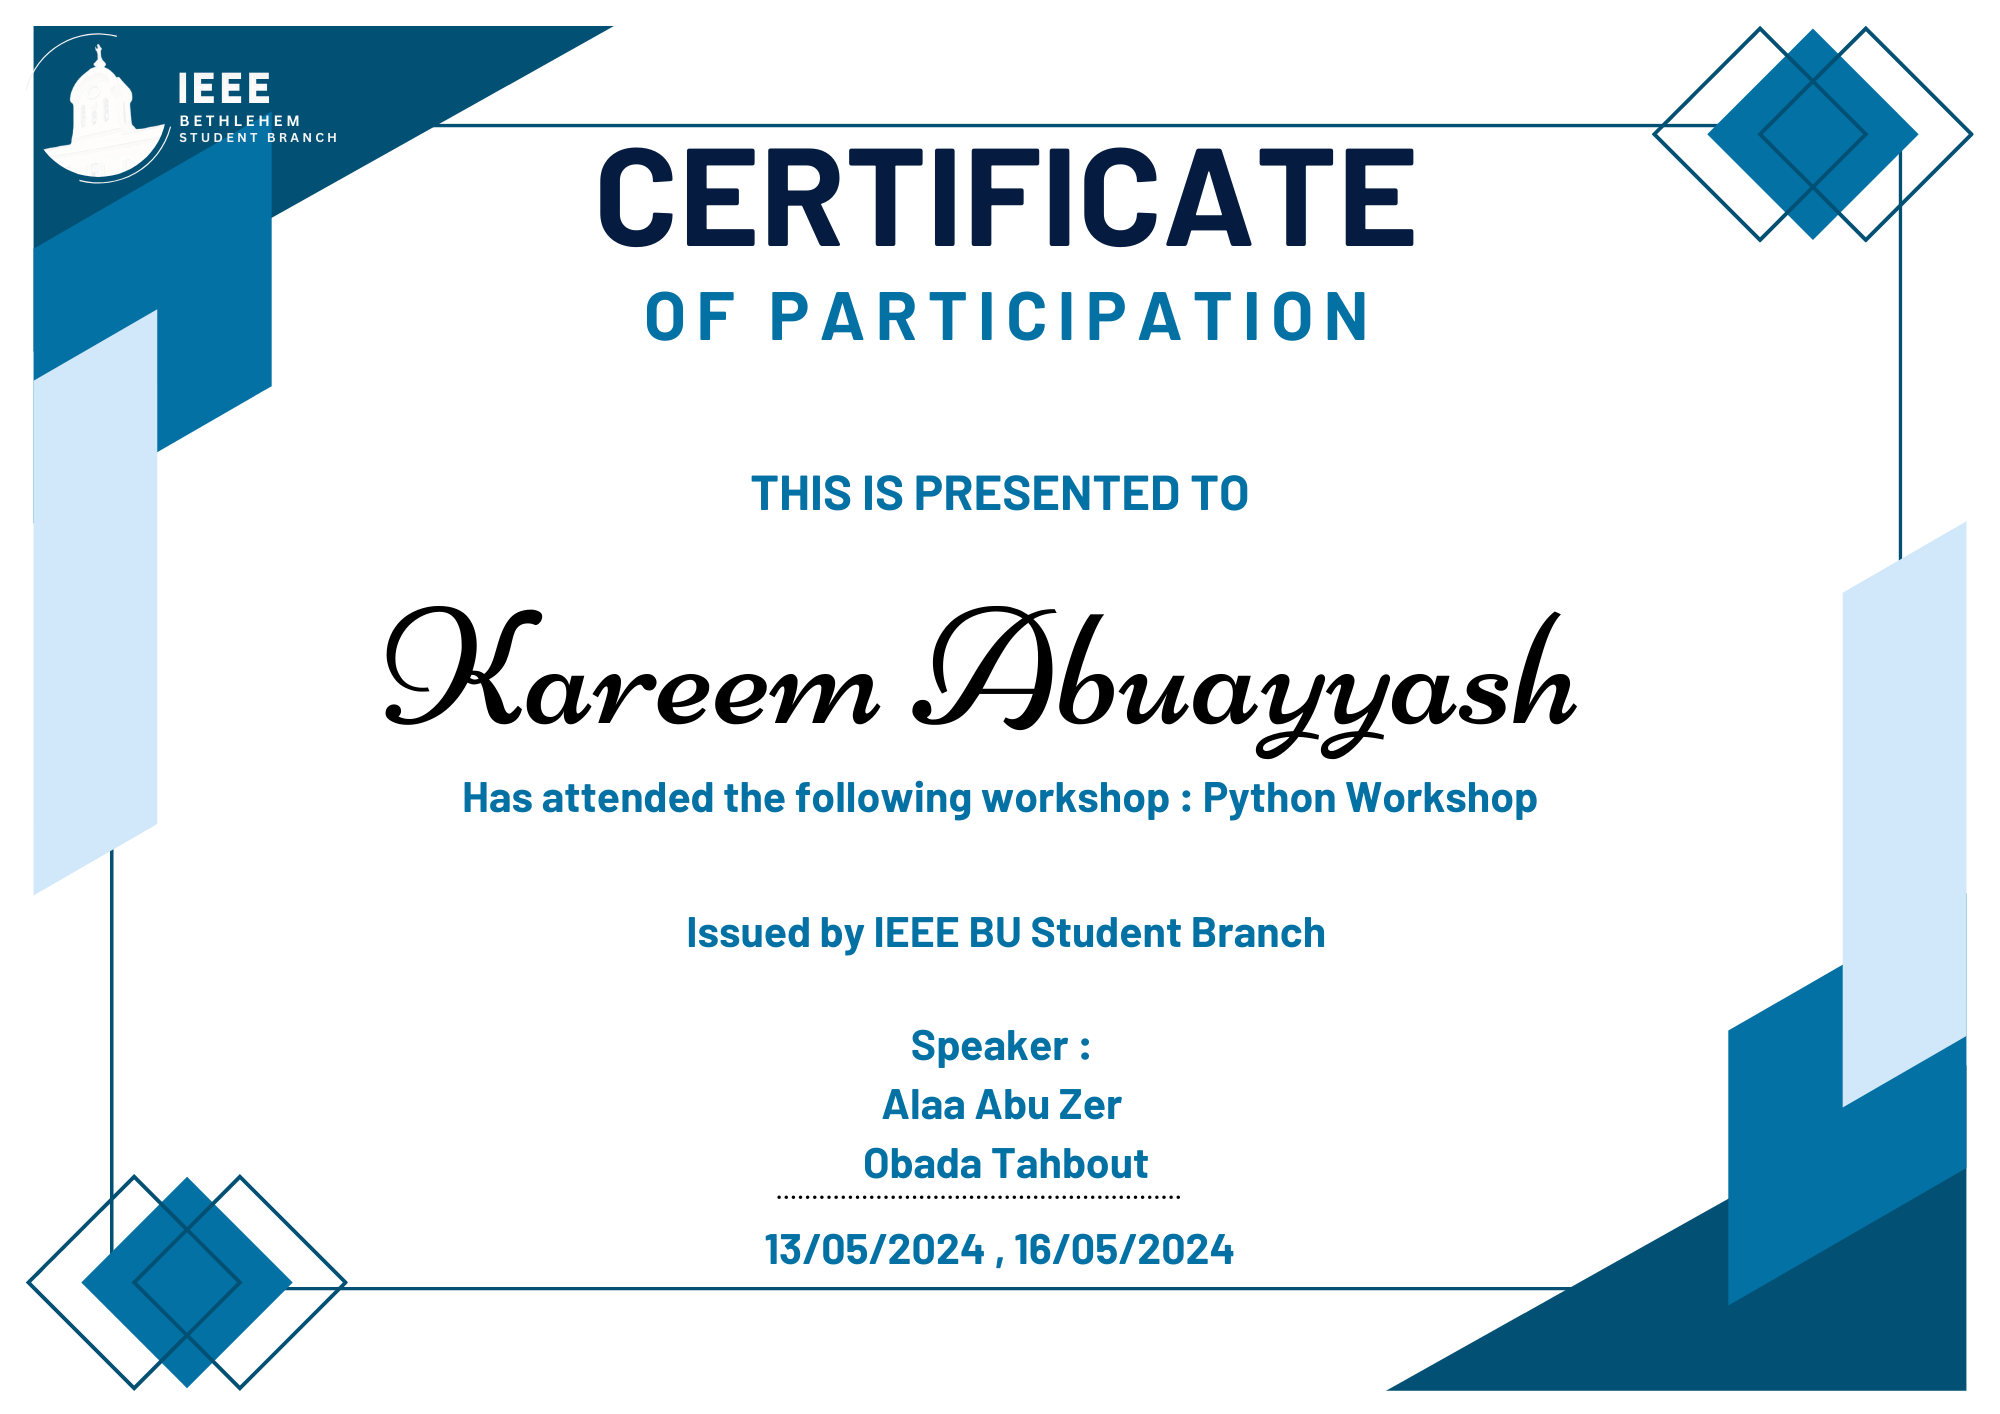 IEEE
BETHLEHEM
STUDENT BRANCH
CERTIFICATE
OF PARTICIPATION
THIS IS PRESENTED TO
Kareem Abuayyash
Has attended the following workshop : Python Workshop
Issued by IEEE BU Student Branch
Speaker :
Alaa Abu Zer
Obada Tahbout
13/05/2024 , 16/05/2024